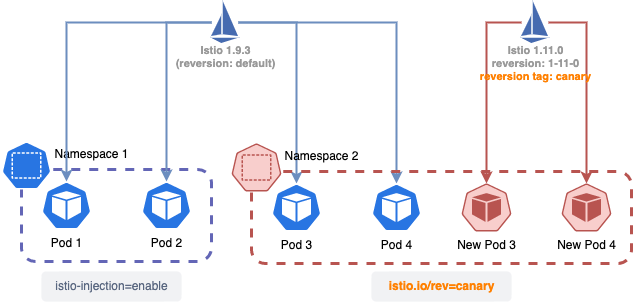 Istio 1.9.3
(reversion: default)
Istio 1.11.0
reversion: 1-11-0
reversion tag: canary
Namespace 1
Namespace 2
Pod 1
Pod 2
Pod 3
Pod 4
New Pod 3
New Pod 4
istio-injection=enable
istio.io/rev=canary